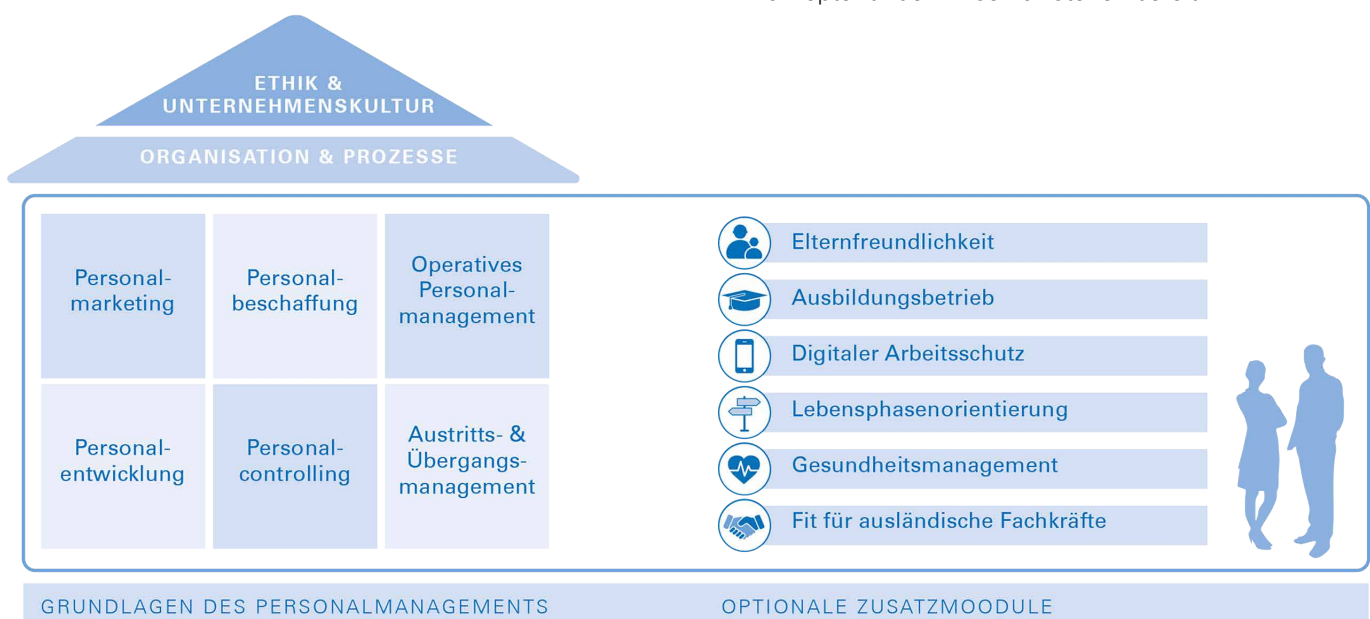 ETHIK &
UNTERNEHMENSKULTUR
ORGANISATION & PROZESSE
Personal-
marketing
Personal-
beschaffung
Operatives
Personal-
management
Personal-
entwicklung
Personal-
controlling
Austritts- &
Übergangs-
management
Elternfreundlichkeit
Ausbildungsbetrieb
Digitaler Arbeitsschutz
Lebensphasenorientierung
Gesundheitsmanagement
Fit für ausländische Fachkräfte
GRUNDLAGEN DES PERSONALMANAGEMENTS
OPTIONALE ZUSATZMOODULE